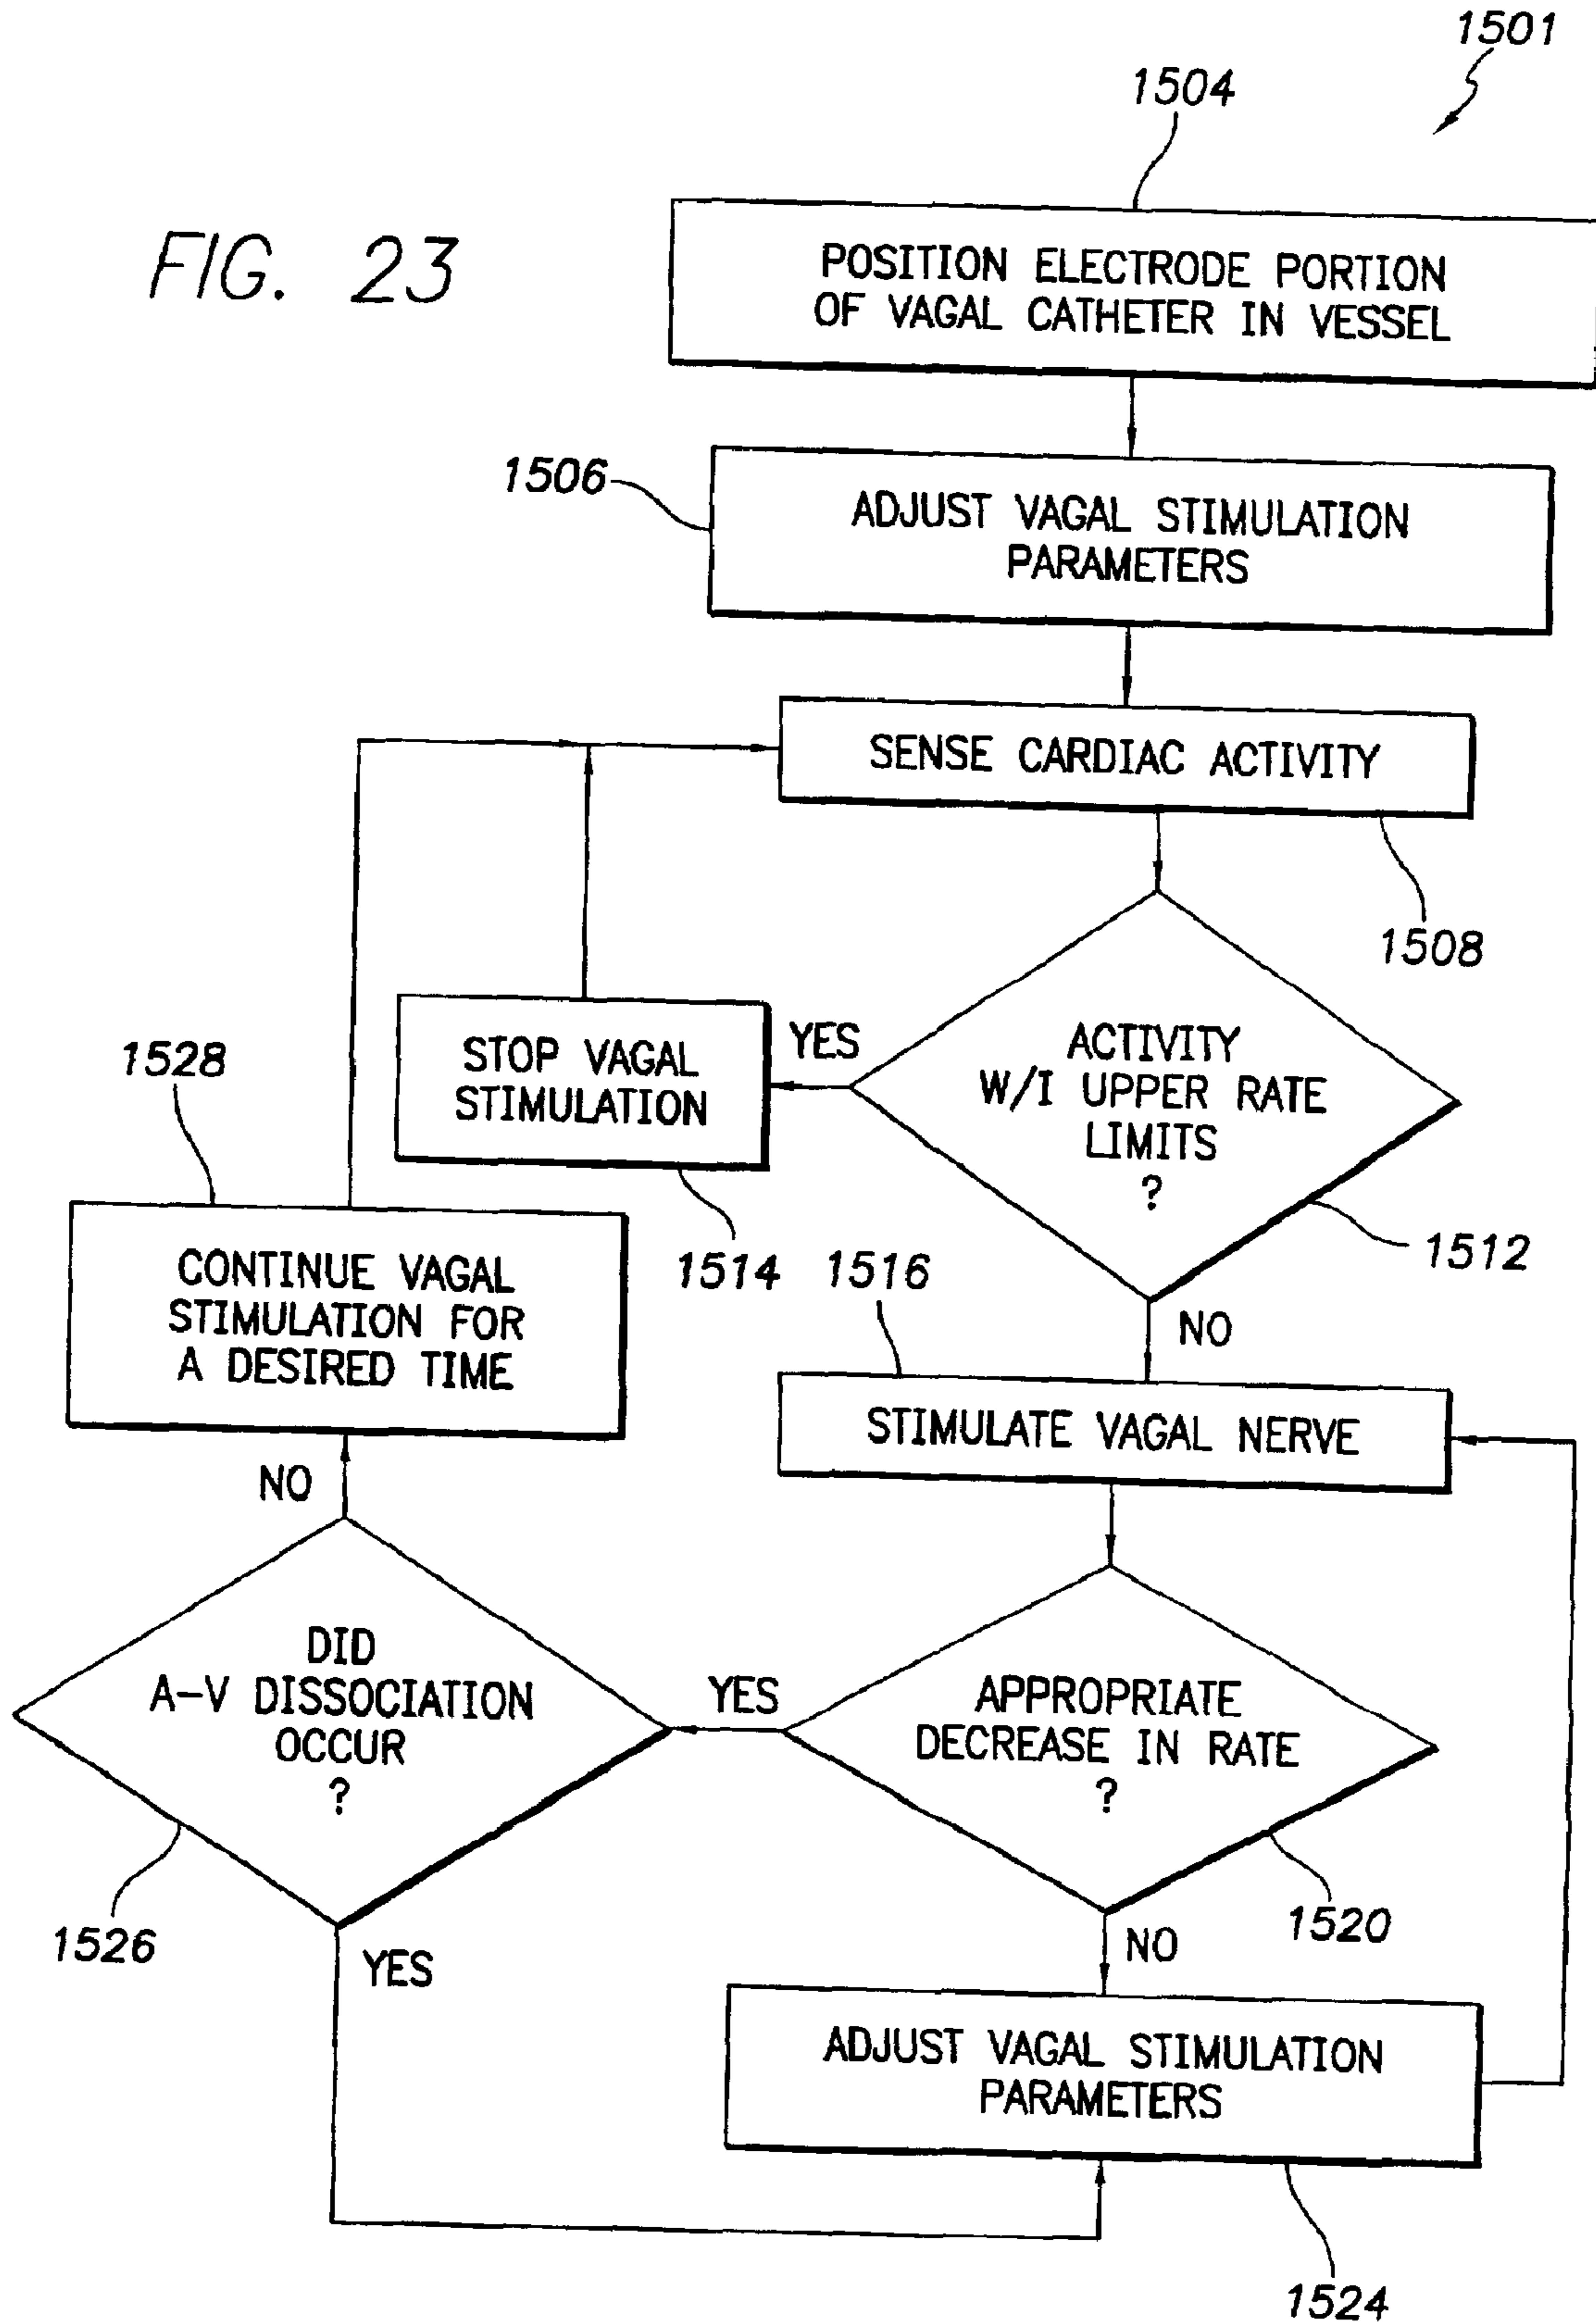 1501
1504
FIG. 23
POSITION ELECTRODE PORTION
OF VAGAL CATHETER IN VESSEL
1506
ADJUST VAGAL STIMULATION
PARAMETERS
SENSE CARDIAC ACTIVITY
1508
ACTIVITY
W/I UPPER RATE
LIMITS
?
1512
YES
STOP VAGAL
STIMULATION
1514
1528
CONTINUE VAGAL
STIMULATION FOR
A DESIRED TIME
NO
1516
STIMULATE VAGAL NERVE
NO
DID
A-V DISSOCIATION
OCCUR
?
1526
YES
YES
APPROPRIATE
DECREASE IN RATE
?
1520
NO
ADJUST VAGAL STIMULATION
PARAMETERS
1524